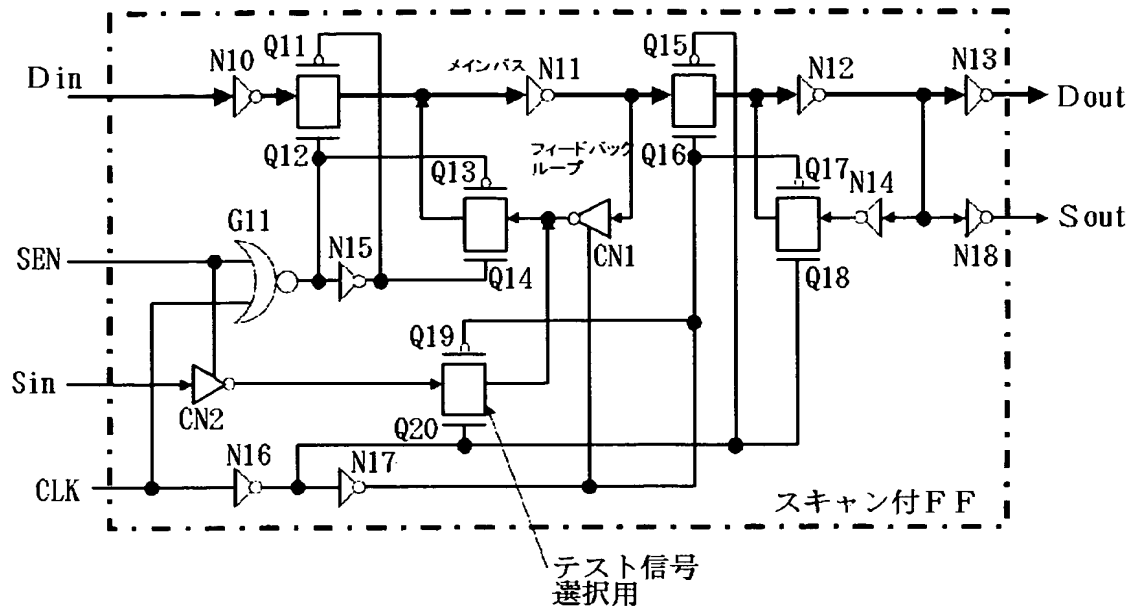 Q11
Q15
N10
メインバス
N11
N12
N13
Din
Dout
Q12
Q13
フィードバック
ループ
Q16
Q17
N14
G11
Sout
SEN
N15
Q14
CN1
Q18
N18
Q19
Sin
CN2
Q20
N16
N17
CLK
スキャン付FF
テスト信号
選択用